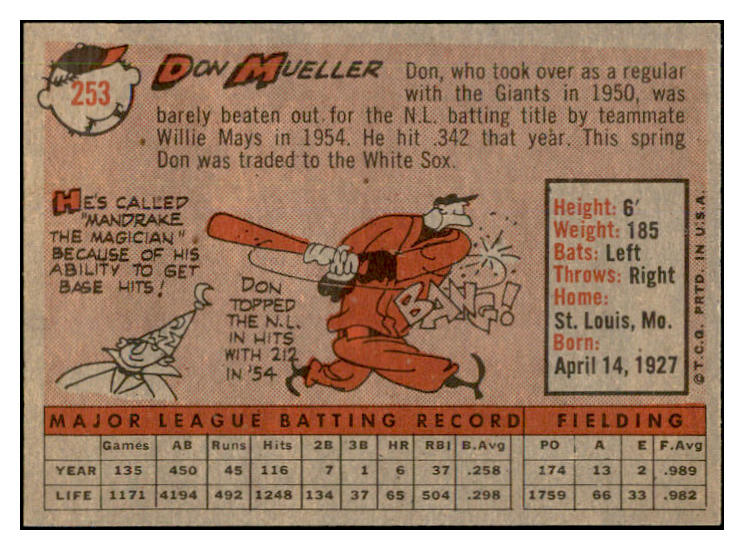 253
DON MUELLER
Don, who took over as a regular
with the Giants in 1950, was
barely beaten out for the N.L. batting title by teammate
Willie Mays in 1954. He hit .342 that year. This spring
Don was traded to the White Sox.
HE'S CALLED
"MANDRAKE
THE MAGICIAN"
BECAUSE OF HIS
ABILITY TO GET
BASE HITS!
DON
TOPPED
THE N.L.
IN HITS
WITH 212
IN '54
BANG!
Height: 6'
Weight: 185
Bats: Left
Throws: Right
Home:
St. Louis, Mo.
Born:
April 14, 1927
© T.C.G. PRTD. IN U.S.A.
MAJOR LEAGUE BATTING RECORD FIELDING
Games AB Runs Hits 2B 3B HR RBI B.Avg PO A E F.Avg
YEAR 135 450 45 116 7 1 6 37 .258 174 13 2 .989
LIFE 1171 4194 492 1248 134 37 65 504 .298 1759 66 33 .982